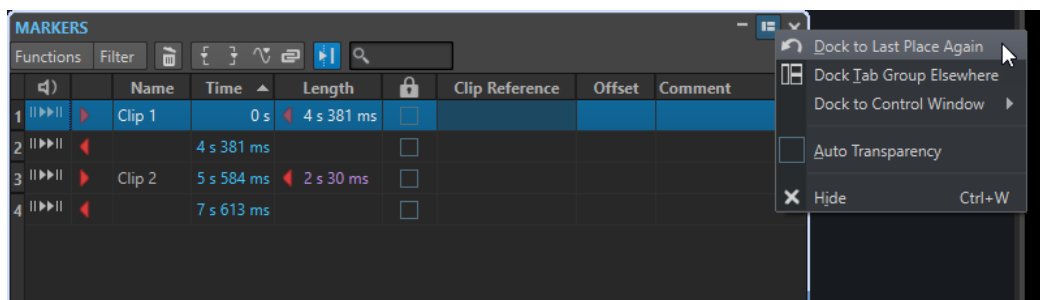 MARKERS
Functions Filter
Dock to Last Place Again
Dock Tab Group Elsewhere
Dock to Control Window
Auto Transparency
Hide Ctrl+W
Name Time Length Clip Reference Offset Comment
1 Clip 1 0 s 4 s 381 ms
2 4 s 381 ms
3 Clip 2 5 s 584 ms 2 s 30 ms
4 7 s 613 ms